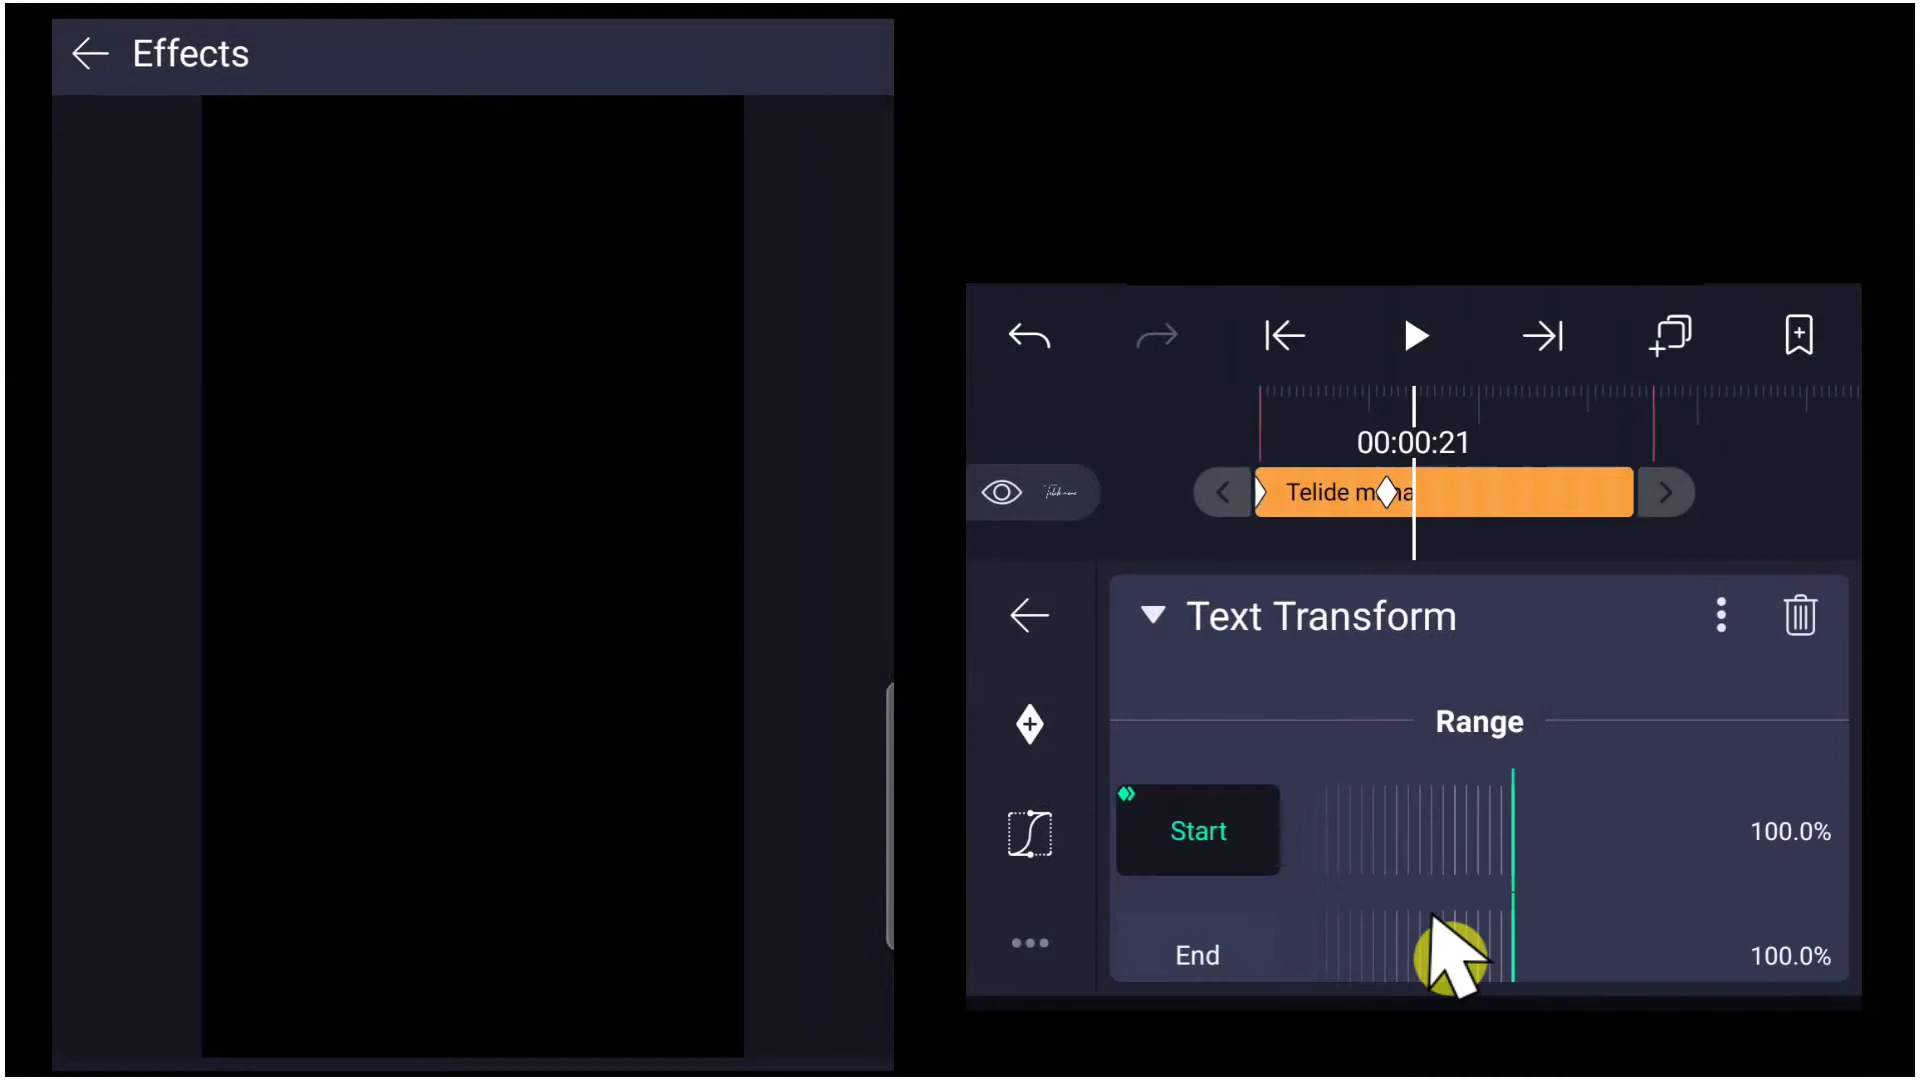 Effects
00:00:21
Telide m
Text Transform
Range
Start
100.0%
End
100.0%